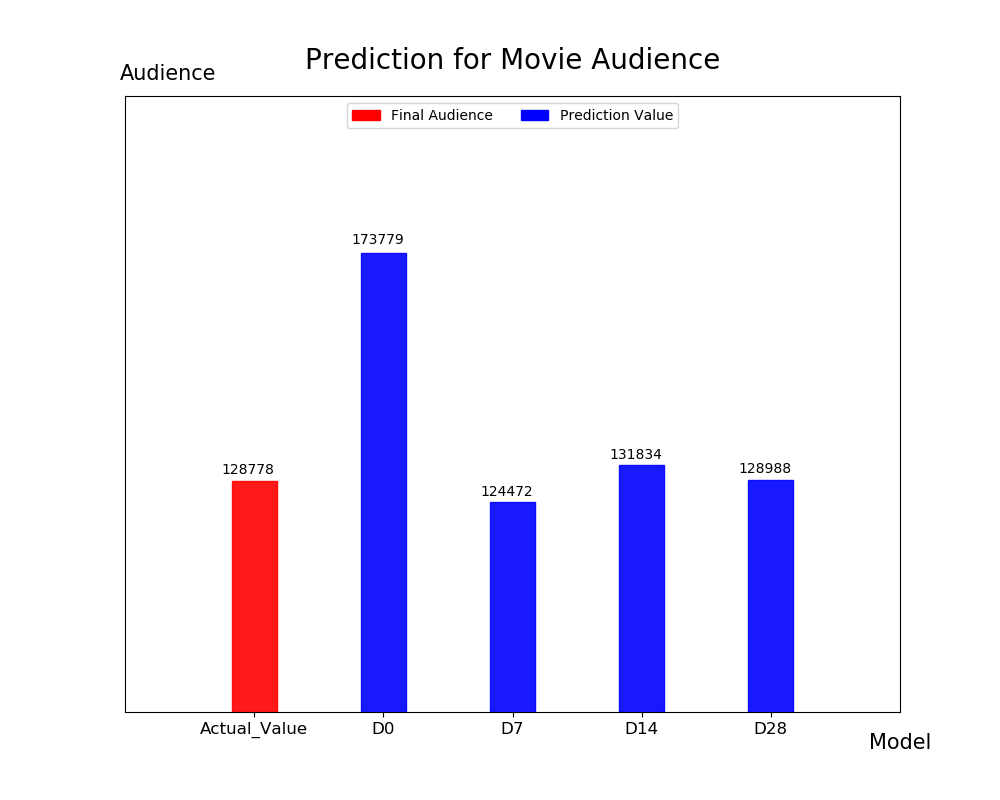 Prediction for Movie Audience
Audience
Final Audience
Prediction Value
173779
128778
124472
131834
128988
Actual_Value
D0
D7
D14
D28
Model